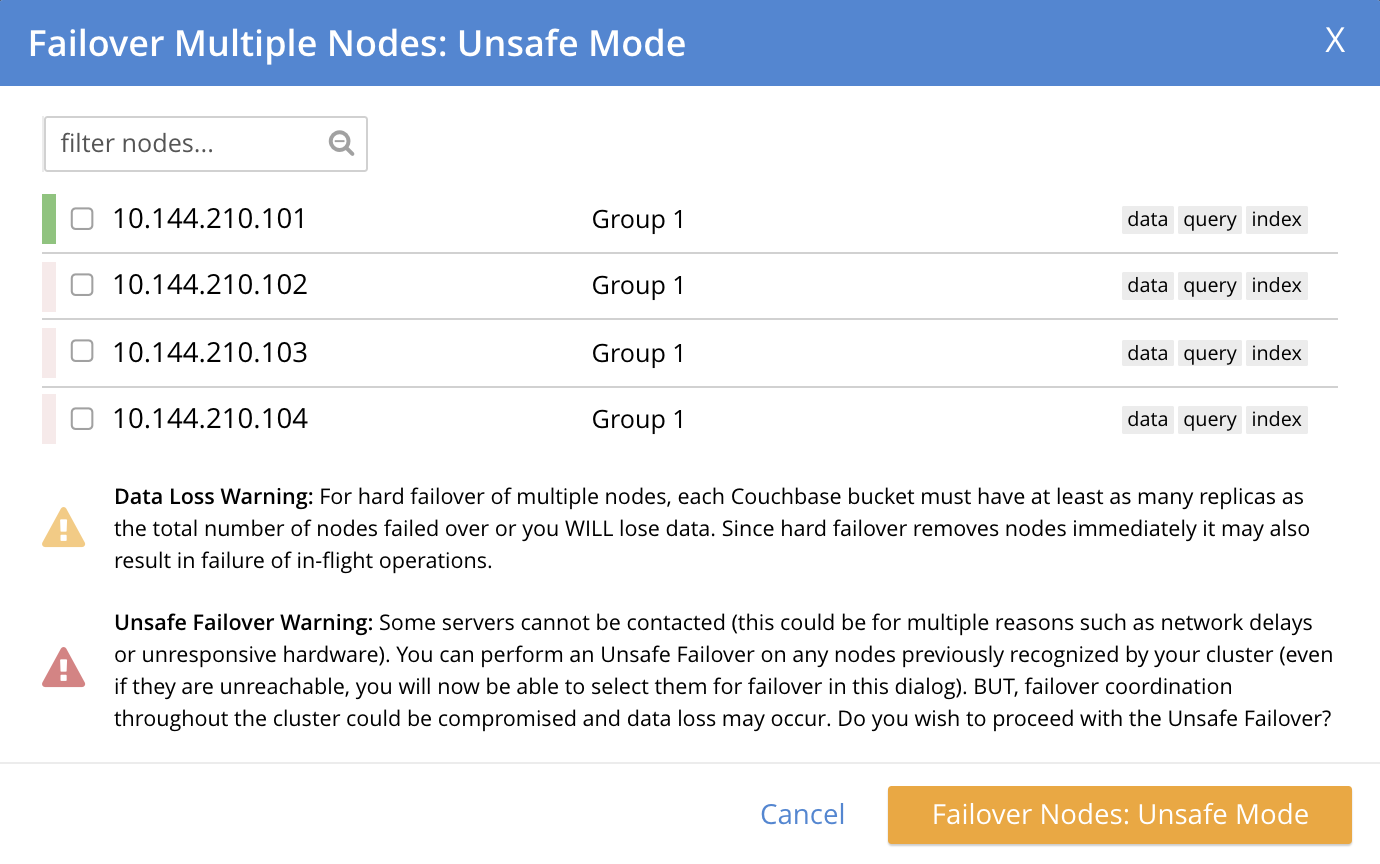 Failover Multiple Nodes: Unsafe Mode X
filter nodes...
10.144.210.101 Group 1 data query index
10.144.210.102 Group 1 data query index
10.144.210.103 Group 1 data query index
10.144.210.104 Group 1 data query index
Data Loss Warning: For hard failover of multiple nodes, each Couchbase bucket must have at least as many replicas as
the total number of nodes failed over or you WILL lose data. Since hard failover removes nodes immediately it may also
result in failure of in-flight operations.
Unsafe Failover Warning: Some servers cannot be contacted (this could be for multiple reasons such as network delays
or unresponsive hardware). You can perform an Unsafe Failover on any nodes previously recognized by your cluster (even
if they are unreachable, you will now be able to select them for failover in this dialog). BUT, failover coordination
throughout the cluster could be compromised and data loss may occur. Do you wish to proceed with the Unsafe Failover?
Cancel Failover Nodes: Unsafe Mode